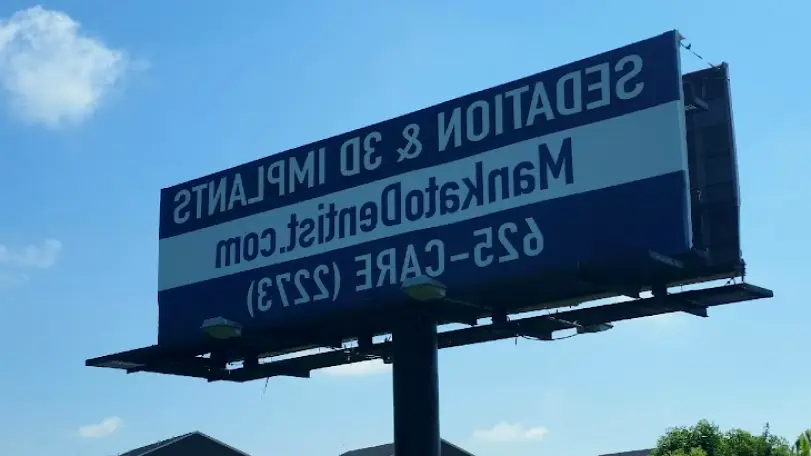 SEDATION & 3D IMPLANTS
MankatoDentist.com
625-CARE (2273)